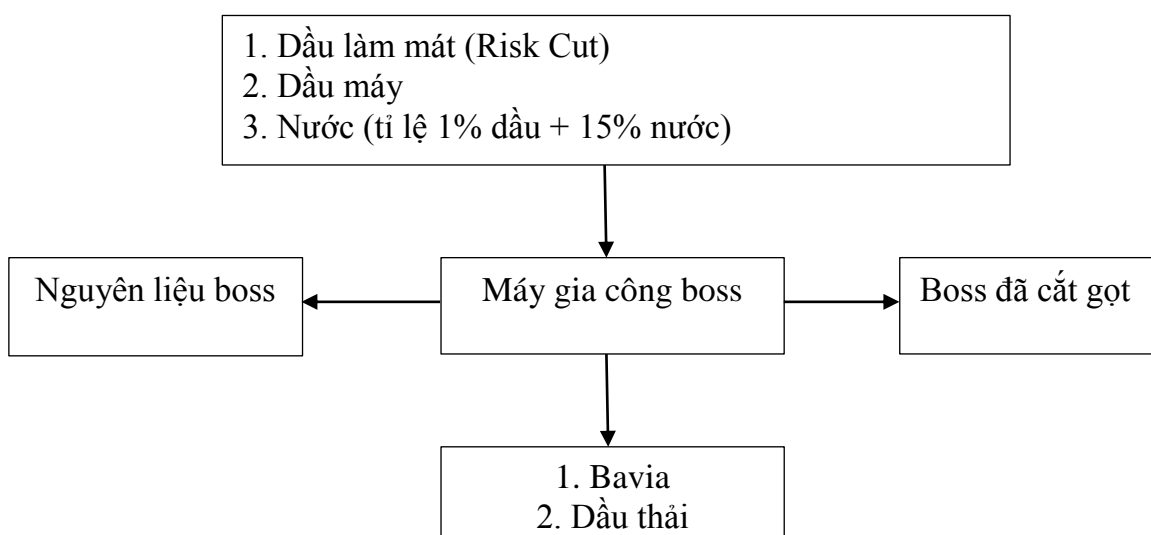 1. Dầu làm mát (Risk Cut)
2. Dầu máy
3. Nước (tỉ lệ 1% dầu + 15% nước)
Nguyên liệu boss
Máy gia công boss
Boss đã cắt gọt
1. Bavia
2. Dầu thải